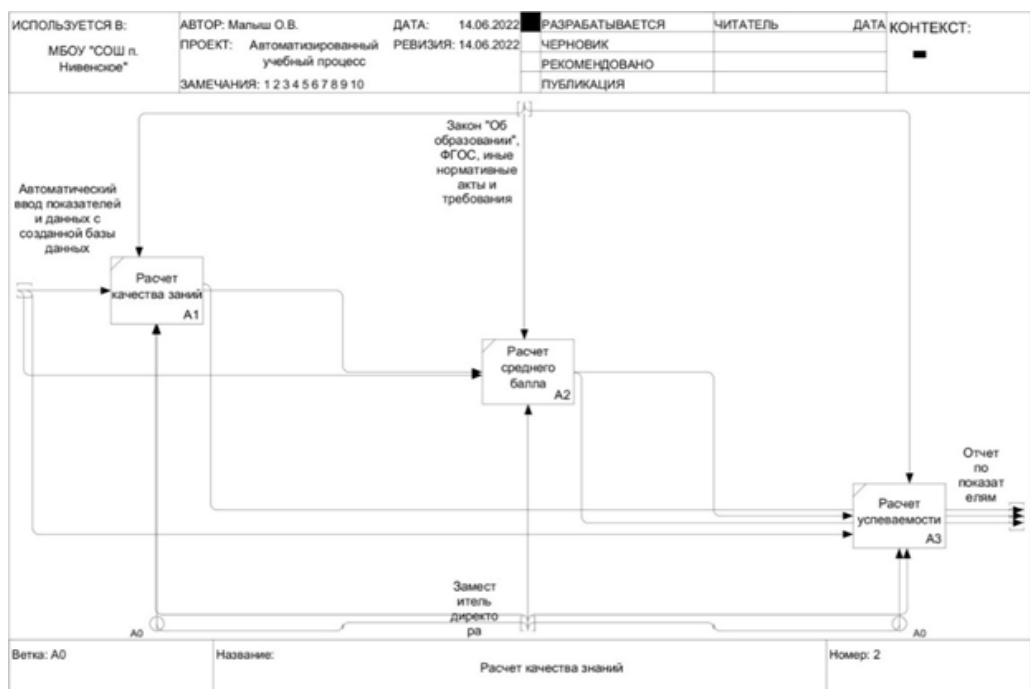 ИСПОЛЬЗУЕТСЯ В:
МБОУ "СОШ п.
Нивенское"
АВТОР: Малыш О.В.
ДАТА: 14.06.2022
ПРОЕКТ: Автоматизированный
учебный процесс
РЕВИЗИЯ: 14.06.2022
ЗАМЕЧАНИЯ: 1 2 3 4 5 6 7 8 9 10
РАЗРАБАТЫВАЕТСЯ
ЧЕРНОВИК
РЕКОМЕНДОВАНО
ПУБЛИКАЦИЯ
ЧИТАТЕЛЬ
ДАТА
КОНТЕКСТ:
Закон "Об
образовании",
ФГОС, иные
нормативные
акты и
требования
Автоматический
ввод показателей
и данных с
созданной базы
данных
Расчет
качества заний
A1
Расчет
среднего
балла
A2
Отчет
по
показат
елям
Расчет
успеваемости
A3
Замест
итель
директо
ра
A0
A0
Ветка: A0
Название:
Расчет качества знаний
Номер: 2